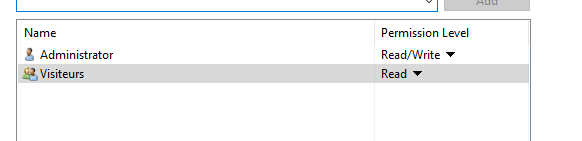 Add
Name Permission Level
Administrator Read/Write
Visiteurs Read